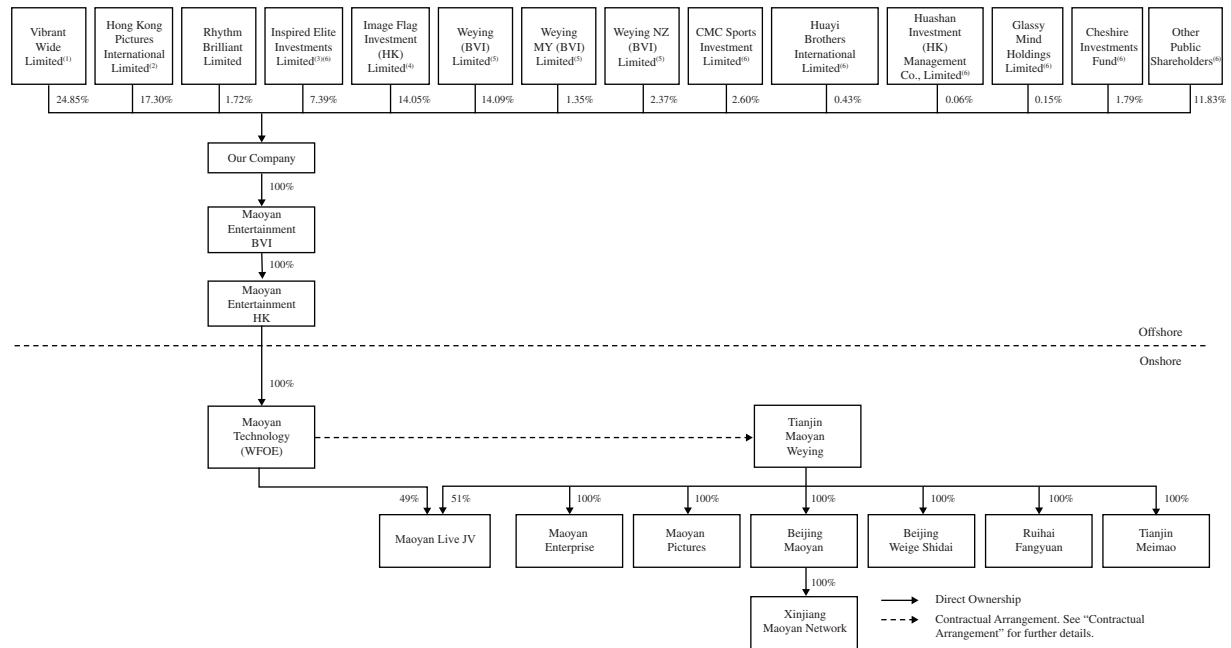 Vibrant
Wide
Limited(1)
Hong Kong
Pictures
International
Limited(2)
Rhythm
Brilliant
Limited
Inspired Elite
Investments
Limited(3)(6)
Image Flag
Investment
(HK)
Limited(4)
Weying
(BVI)
Limited(5)
Weying
MY (BVI)
Limited(5)
Weying NZ
(BVI)
Limited(5)
CMC Sports
Investment
Limited(6)
Huayi
Brothers
International
Limited(6)
Huashan
Investment
(HK)
Management
Co., Limited(6)
Glassy
Mind
Holdings
Limited(6)
Cheshire
Investments
Fund(6)
Other
Public
Shareholders(6)
24.85%
17.30%
1.72%
7.39%
14.05%
14.09%
1.35%
2.37%
2.60%
0.43%
0.06%
0.15%
1.79%
11.83%
Our Company
100%
Maoyan
Entertainment
BVI
100%
Maoyan
Entertainment
HK
Offshore
Onshore
100%
Maoyan
Technology
(WFOE)
Tianjin
Maoyan
Weying
49%
51%
100%
100%
100%
100%
100%
100%
Maoyan Live JV
Maoyan
Enterprise
Maoyan
Pictures
Beijing
Maoyan
Beijing
Weige Shidai
Ruihai
Fangyuan
Tianjin
Meimao
100%
Xinjiang
Maoyan Network
Direct Ownership
Contractual Arrangement. See “Contractual
Arrangement” for further details.